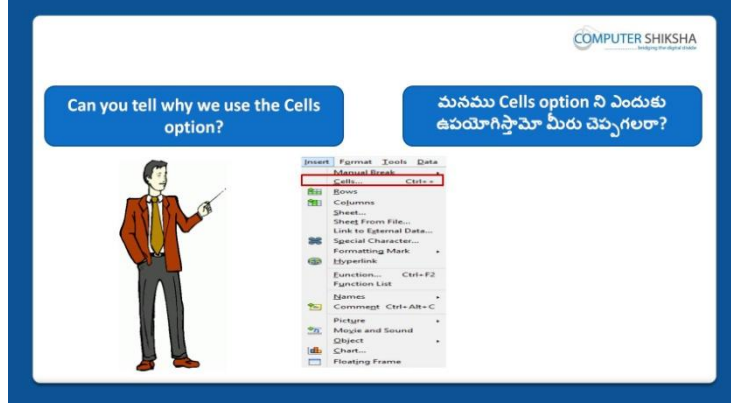 COMPUTER SHIKSHA
bridging the digital divide
Can you tell why we use the Cells
option?
మనము Cells option ని ఎందుకు
ఉపయోగిస్తామో మీరు చెప్పగలరా?
Insert Format Tools Data
Manual Break
Cells... Ctrl++
Rows
Columns
Sheet...
Sheet From File...
Link to External Data...
Special Character...
Formatting Mark
Hyperlink
Function... Ctrl+F2
Function List
Names
Comment Ctrl+Alt+C
Picture
Movie and Sound
Object
Chart...
Floating Frame